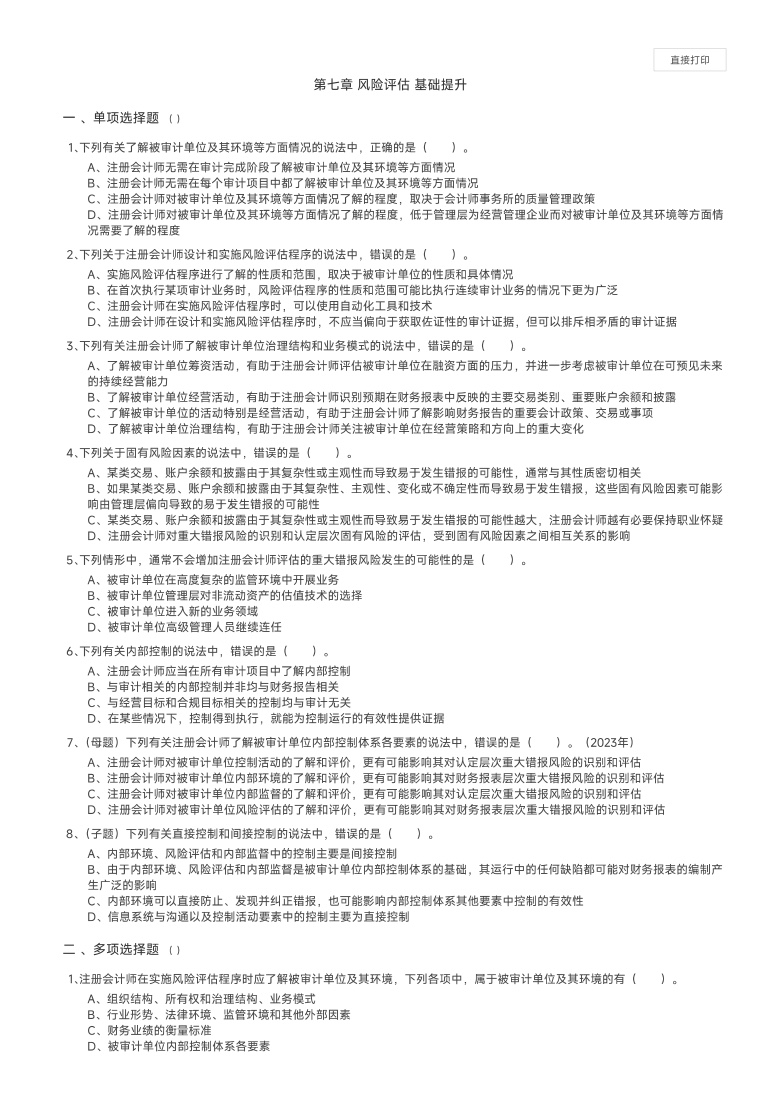 直接打印
第七章 风险评估 基础提升
一 、单项选择题 （ ）
1、下列有关了解被审计单位及其环境等方面情况的说法中，正确的是（　　）。
A、注册会计师无需在审计完成阶段了解被审计单位及其环境等方面情况
B、注册会计师无需在每个审计项目中都了解被审计单位及其环境等方面情况
C、注册会计师对被审计单位及其环境等方面情况了解的程度，取决于会计师事务所的质量管理政策
D、注册会计师对被审计单位及其环境等方面情况了解的程度，低于管理层为经营管理企业而对被审计单位及其环境等方面情
况需要了解的程度
2、下列关于注册会计师设计和实施风险评估程序的说法中，错误的是（　　）。
A、实施风险评估程序进行了解的性质和范围，取决于被审计单位的性质和具体情况
B、在首次执行某项审计业务时，风险评估程序的性质和范围可能比执行连续审计业务的情况下更为广泛
C、注册会计师在实施风险评估程序时，可以使用自动化工具和技术
D、注册会计师在设计和实施风险评估程序时，不应当偏向于获取佐证性的审计证据，但可以排斥相矛盾的审计证据
3、下列有关注册会计师了解被审计单位治理结构和业务模式的说法中，错误的是（　　）。
A、了解被审计单位筹资活动，有助于注册会计师评估被审计单位在融资方面的压力，并进一步考虑被审计单位在可预见未来
的持续经营能力
B、了解被审计单位经营活动，有助于注册会计师识别预期在财务报表中反映的主要交易类别、重要账户余额和披露
C、了解被审计单位的活动特别是经营活动，有助于注册会计师了解影响财务报告的重要会计政策、交易或事项
D、了解被审计单位治理结构，有助于注册会计师关注被审计单位在经营策略和方向上的重大变化
4、下列关于固有风险因素的说法中，错误的是（　　）。
A、某类交易、账户余额和披露由于其复杂性或主观性而导致易于发生错报的可能性，通常与其性质密切相关
B、如果某类交易、账户余额和披露由于其复杂性、主观性、变化或不确定性而导致易于发生错报，这些固有风险因素可能影
响由管理层偏向导致的易于发生错报的可能性
C、某类交易、账户余额和披露由于其复杂性或主观性而导致易于发生错报的可能性越大，注册会计师越有必要保持职业怀疑
D、注册会计师对重大错报风险的识别和认定层次固有风险的评估，受到固有风险因素之间相互关系的影响
5、下列情形中，通常不会增加注册会计师评估的重大错报风险发生的可能性的是（　　）。
A、被审计单位在高度复杂的监管环境中开展业务
B、被审计单位管理层对非流动资产的估值技术的选择
C、被审计单位进入新的业务领域
D、被审计单位高级管理人员继续连任
6、下列有关内部控制的说法中，错误的是（　　）。
A、注册会计师应当在所有审计项目中了解内部控制
B、与审计相关的内部控制并非均与财务报告相关
C、与经营目标和合规目标相关的控制均与审计无关
D、在某些情况下，控制得到执行，就能为控制运行的有效性提供证据
7、（母题）下列有关注册会计师了解被审计单位内部控制体系各要素的说法中，错误的是（　　）。（2023年）
A、注册会计师对被审计单位控制活动的了解和评价，更有可能影响其对认定层次重大错报风险的识别和评估
B、注册会计师对被审计单位内部环境的了解和评价，更有可能影响其对财务报表层次重大错报风险的识别和评估
C、注册会计师对被审计单位内部监督的了解和评价，更有可能影响其对认定层次重大错报风险的识别和评估
D、注册会计师对被审计单位风险评估的了解和评价，更有可能影响其对财务报表层次重大错报风险的识别和评估
8、（子题）下列有关直接控制和间接控制的说法中，错误的是（　　）。
A、内部环境、风险评估和内部监督中的控制主要是间接控制
B、由于内部环境、风险评估和内部监督是被审计单位内部控制体系的基础，其运行中的任何缺陷都可能对财务报表的编制产
生广泛的影响
C、内部环境可以直接防止、发现并纠正错报，也可能影响内部控制体系其他要素中控制的有效性
D、信息系统与沟通以及控制活动要素中的控制主要为直接控制
二 、多项选择题 （ ）
1、注册会计师在实施风险评估程序时应了解被审计单位及其环境，下列各项中，属于被审计单位及其环境的有（　　）。
A、组织结构、所有权和治理结构、业务模式
B、行业形势、法律环境、监管环境和其他外部因素
C、财务业绩的衡量标准
D、被审计单位内部控制体系各要素